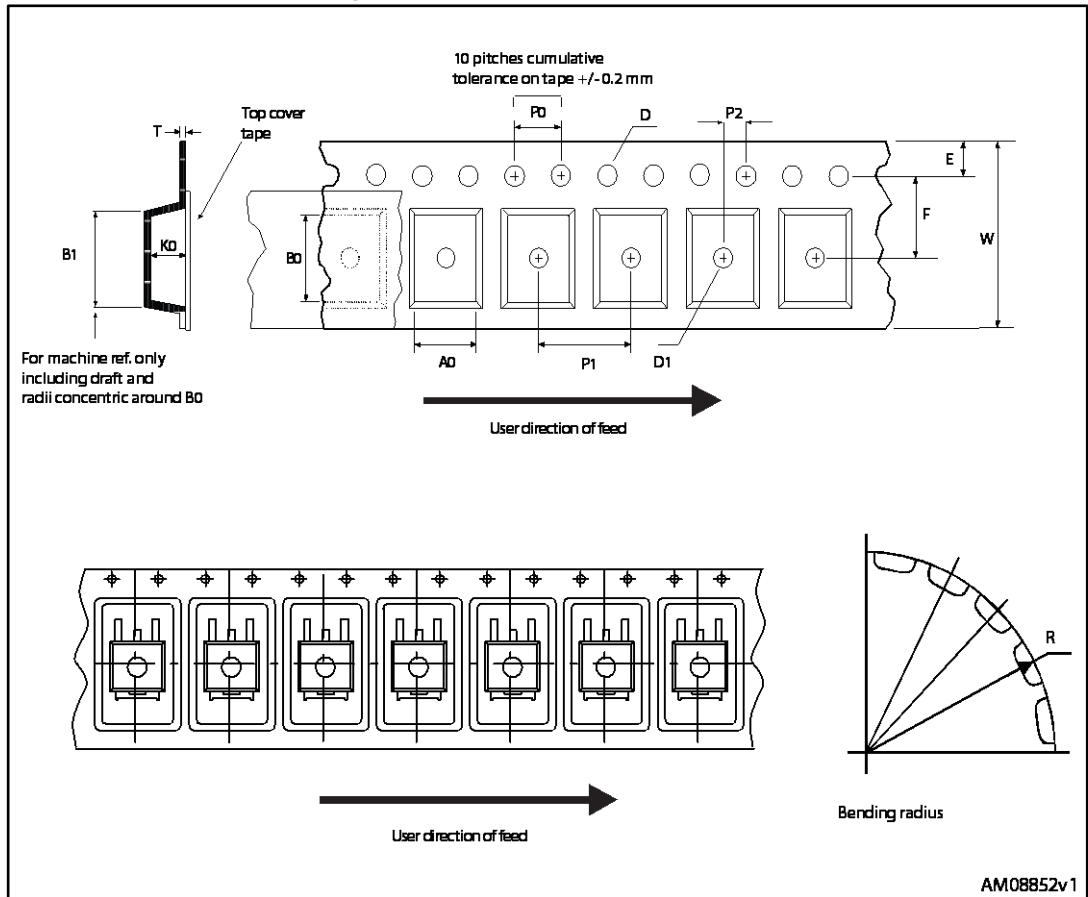 10 pitches cumulative
tolerance on tape +/- 0.2 mm
Top cover
tape
T
P0
D
P2
E
F
W
B1
K0
B0
For machine ref. only
including draft and
radii concentric around B0
A0
P1
D1
User direction of feed
R
Bending radius
User direction of feed
AM08852v1